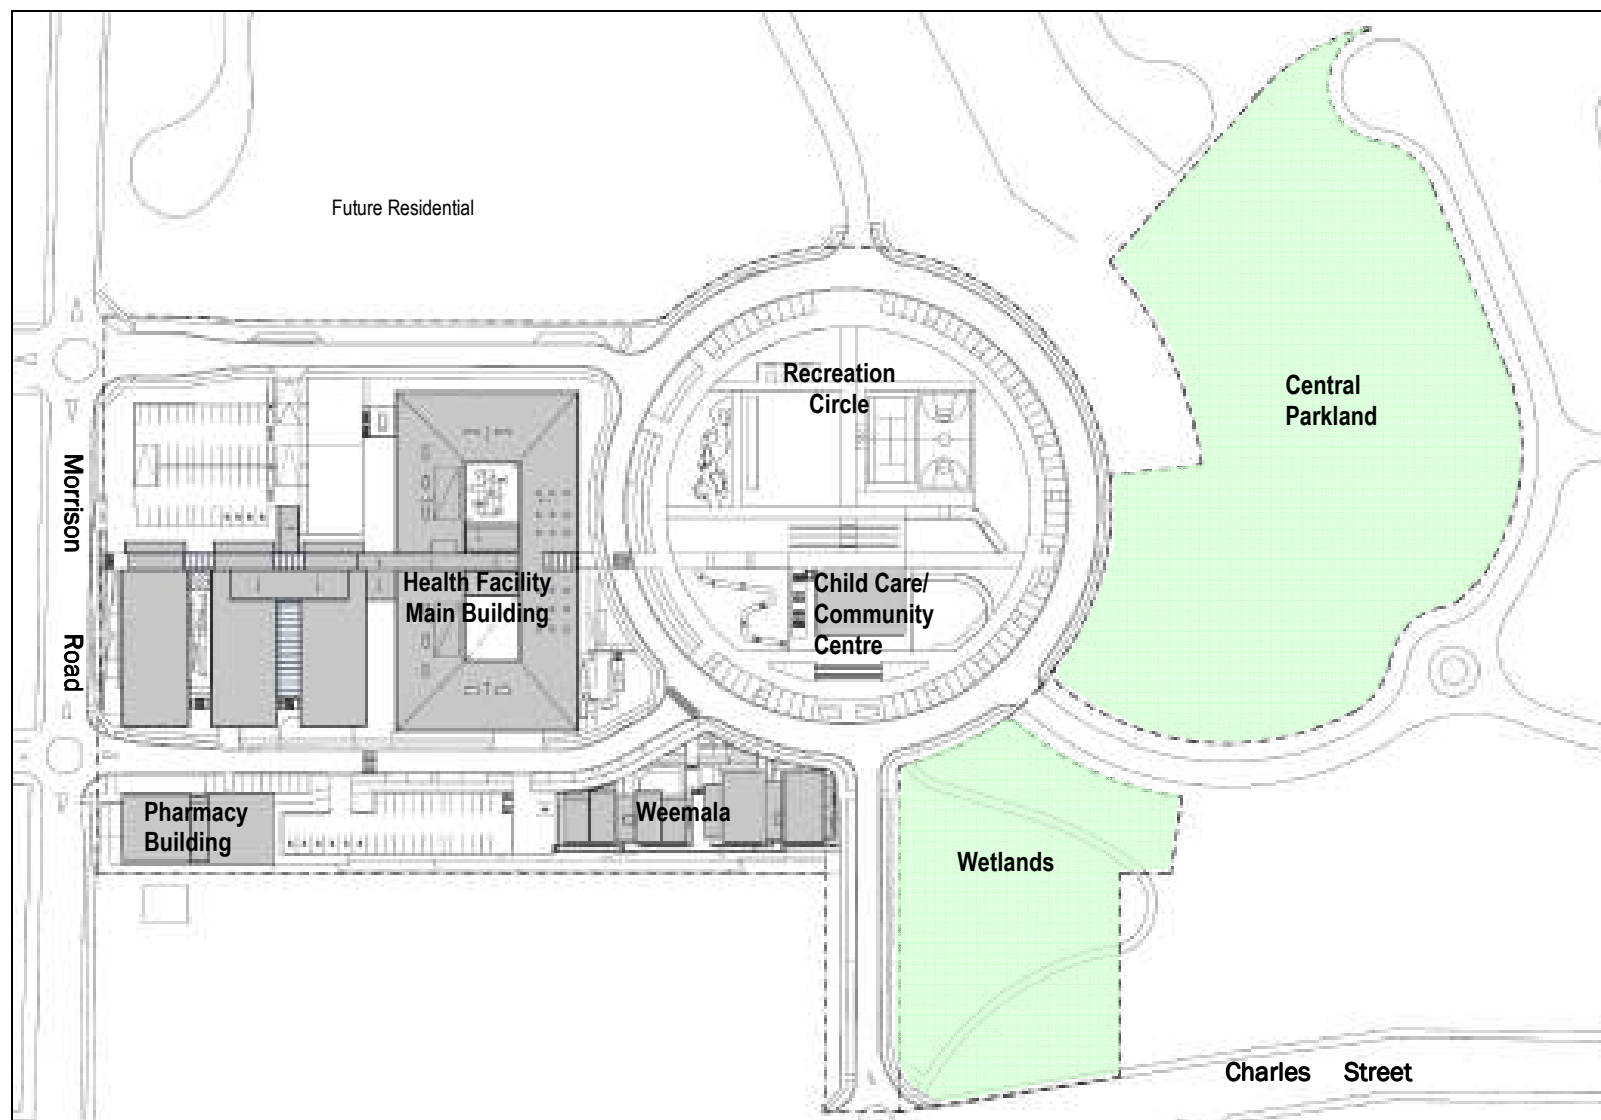 Future Residential
Recreation
Circle
Central
Parkland
Morrison Road
Health Facility
Main Building
Child Care/
Community
Centre
Pharmacy
Building
Weemala
Wetlands
Charles Street